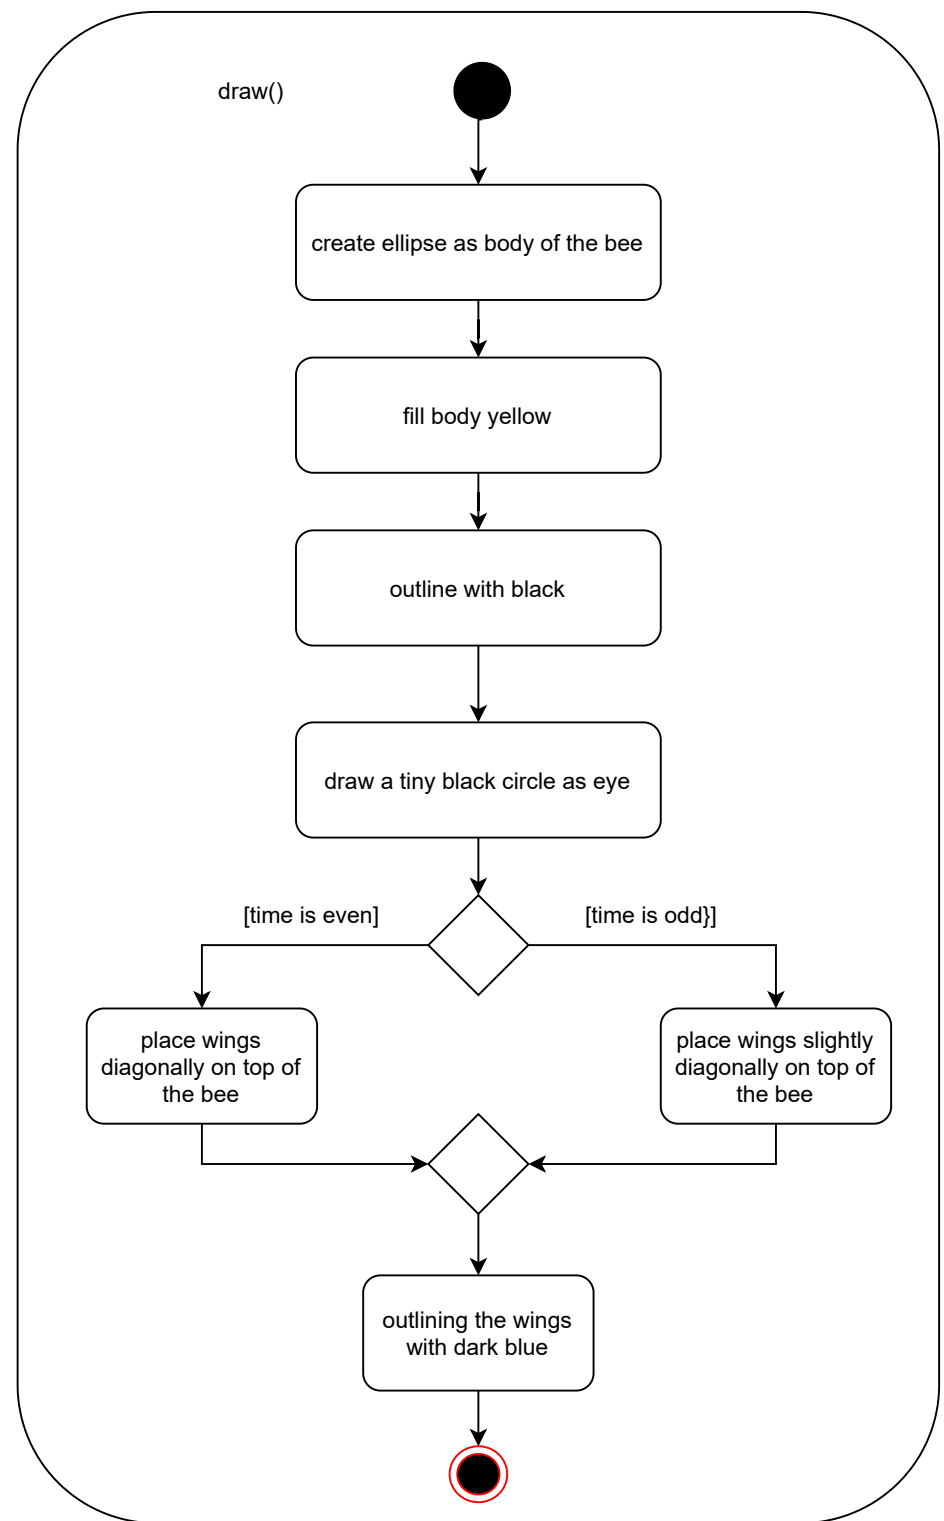 draw()
create ellipse as body of the bee
fill body yellow
outline with black
draw a tiny black circle as eye
[time is even]
[time is odd}]
place wings
diagonally on top of
the bee
place wings slightly
diagonally on top of
the bee
outlining the wings
with dark blue